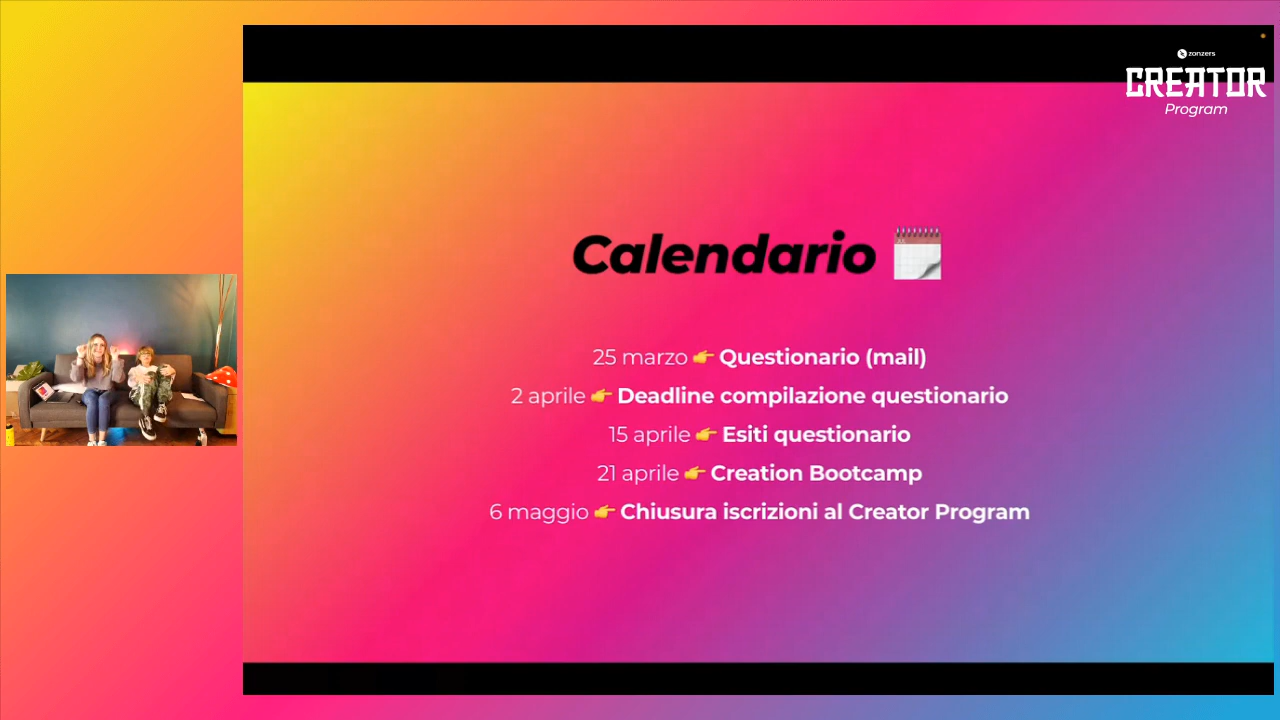 zonzers
CREATOR
Program
Calendario
25 marzo 👉 Questionario (mail)
2 aprile 👉 Deadline compilazione questionario
15 aprile 👉 Esiti questionario
21 aprile 👉 Creation Bootcamp
6 maggio 👉 Chiusura iscrizioni al Creator Program